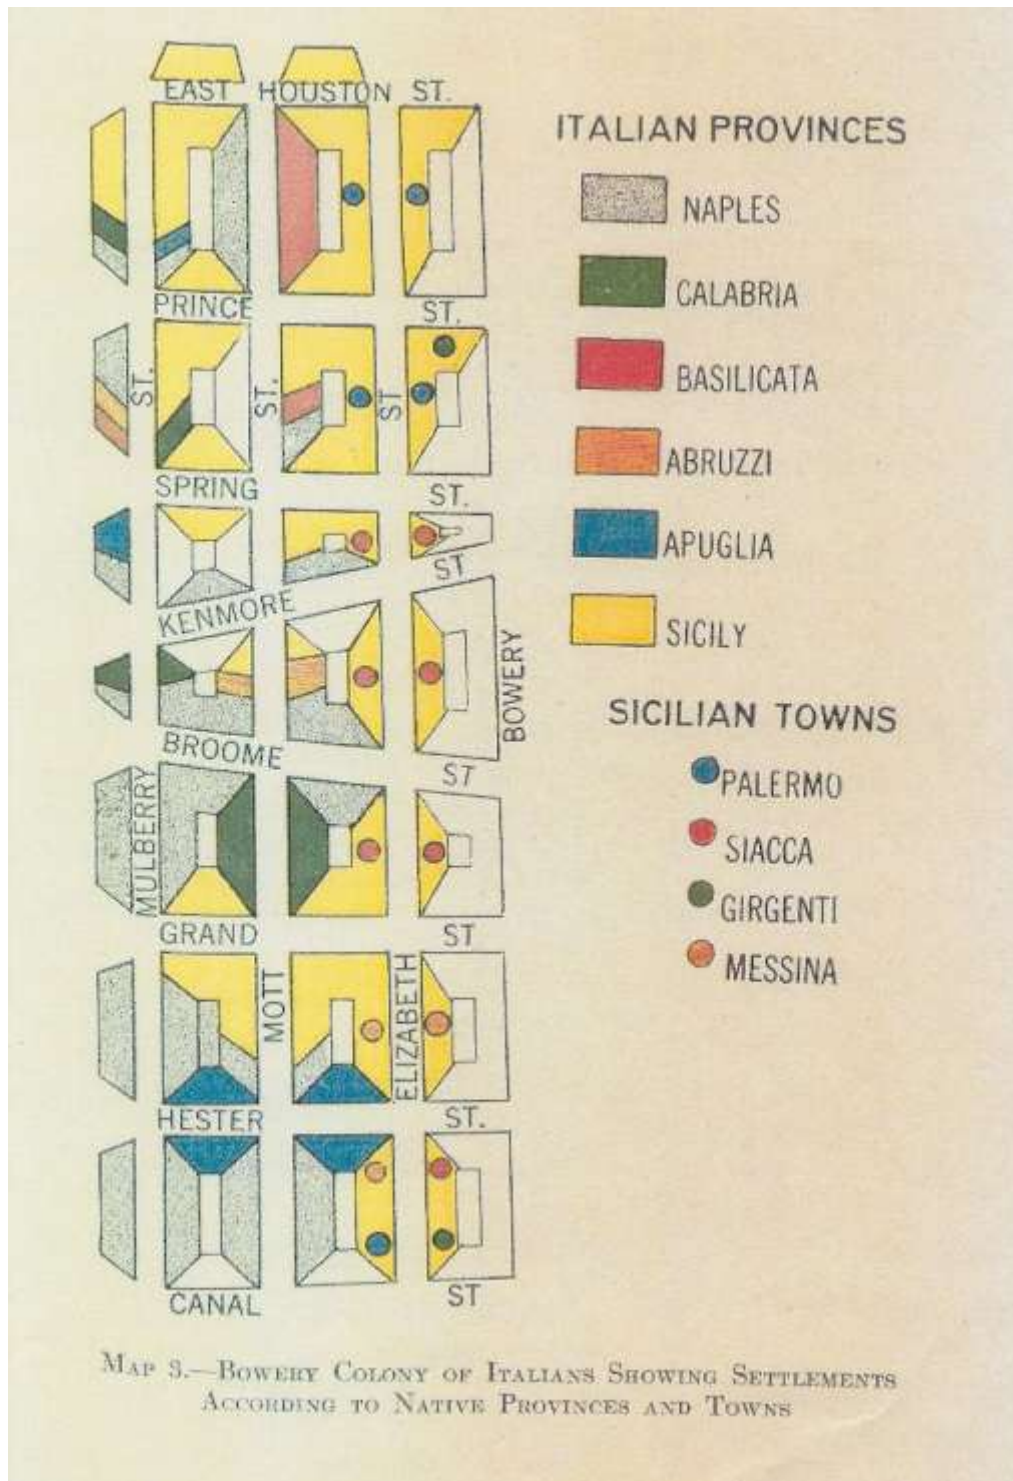 EAST HOUSTON ST.
ITALIAN PROVINCES
NAPLES
CALABRIA
BASILICATA
ABRUZZI
APUGLIA
SICILY
SICILIAN TOWNS
PALERMO
SIACCA
GIRGENTI
MESSINA
PRINCE ST.
ST.
ST.
ST
SPRING ST.
KENMORE ST
BOWERY
BROOME ST
MULBERRY
GRAND ST
MOTT
ELIZABETH
HESTER ST.
CANAL ST
MAP 3.—BOWERY COLONY OF ITALIANS SHOWING SETTLEMENTS
ACCORDING TO NATIVE PROVINCES AND TOWNS